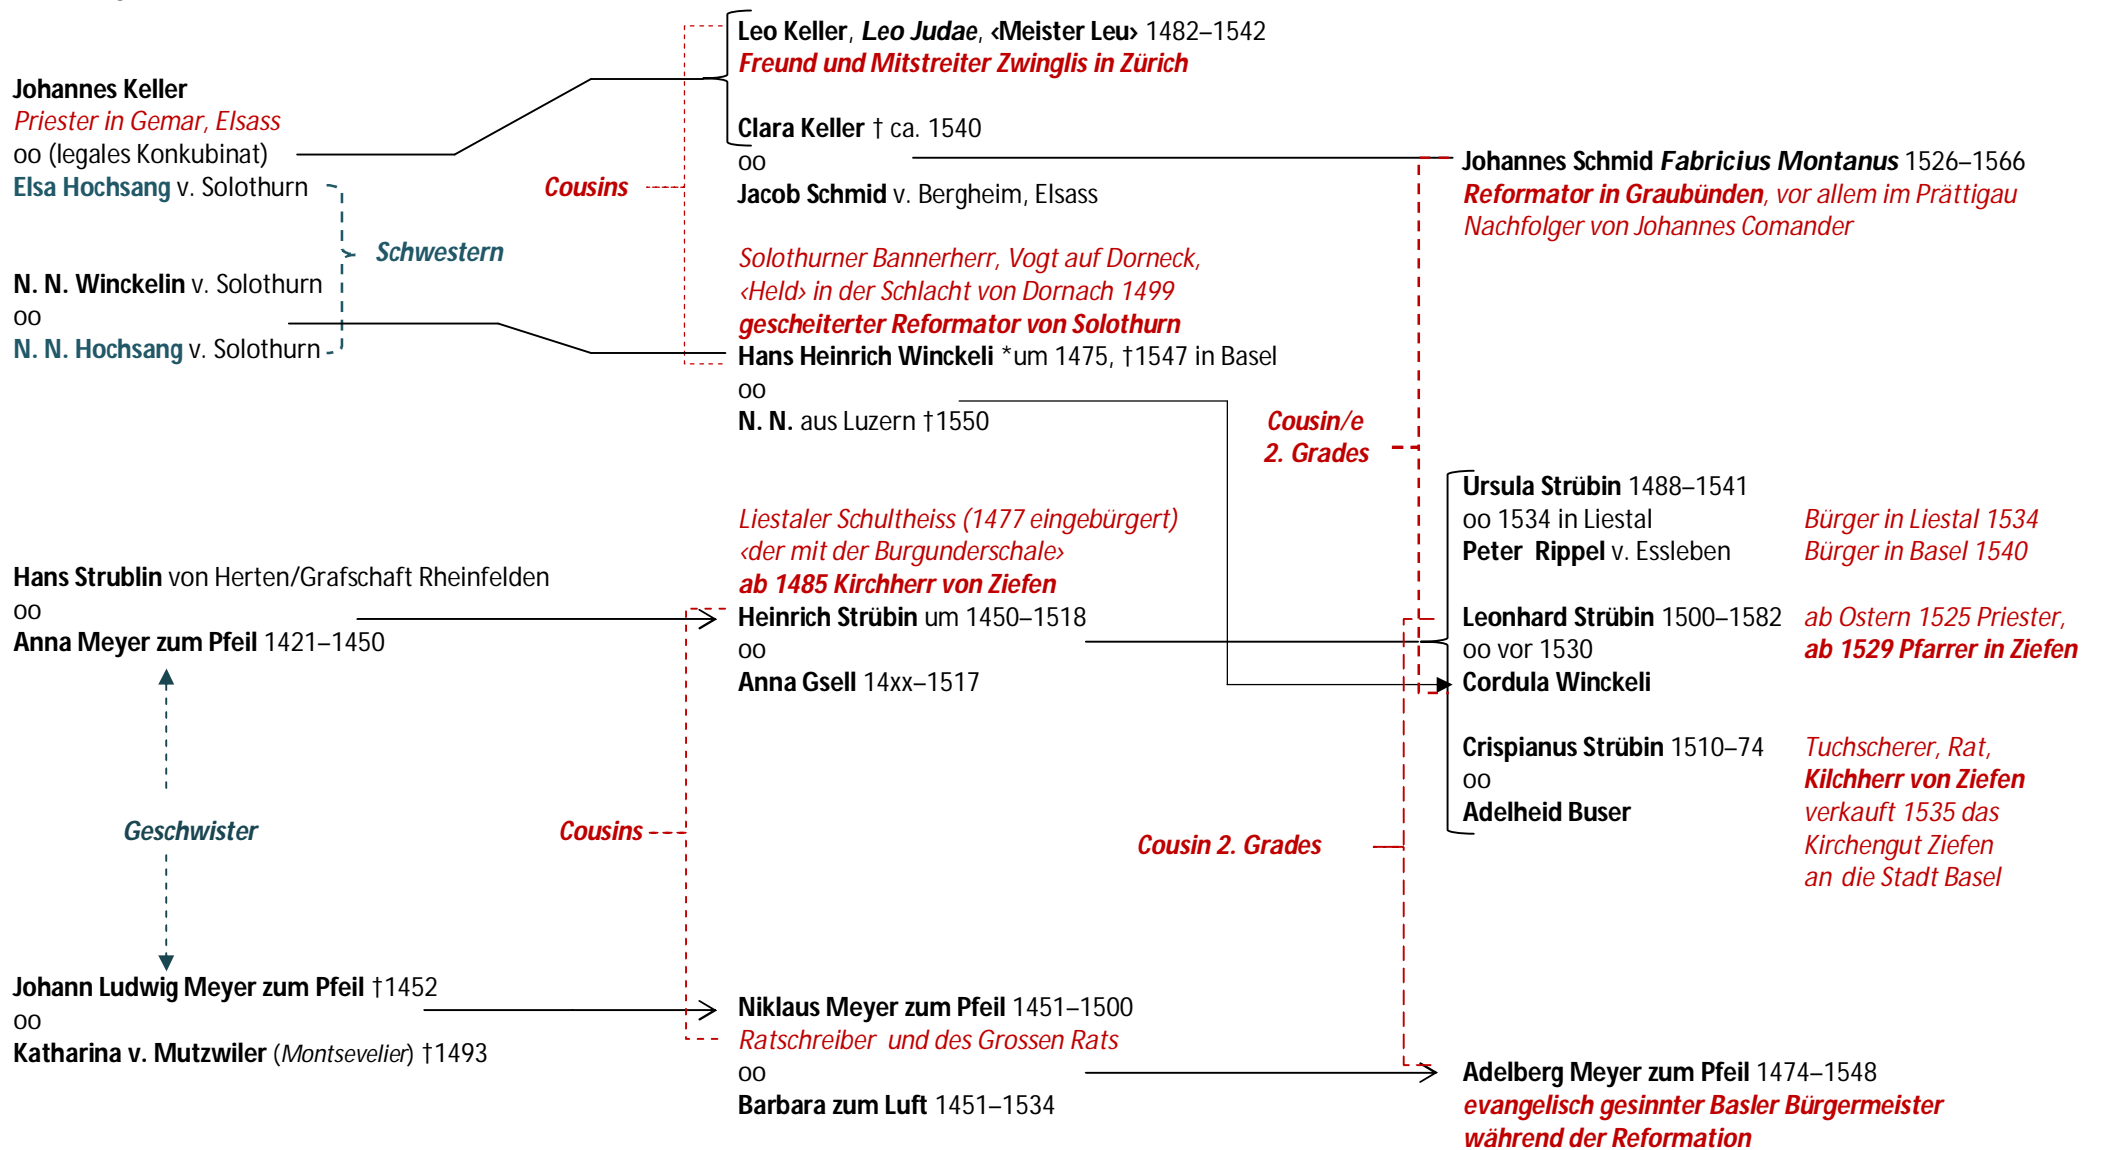 Johannes Keller
Priester in Gemar, Elsass
oo (legales Konkubinat)
Elsa Hochsang v. Solothurn
Schwestern
N. N. Winckelin v. Solothurn
oo
N. N. Hochsang v. Solothurn
Hans Strublin von Herten/Grafschaft Rheinfelden
oo
Anna Meyer zum Pfeil 1421–1450
Geschwister
Johann Ludwig Meyer zum Pfeil †1452
oo
Katharina v. Mutzwiler (Montsevelier) †1493
Cousins
Cousins
Leo Keller, Leo Judae, ‹Meister Leu› 1482–1542
Freund und Mitstreiter Zwinglis in Zürich
Clara Keller † ca. 1540
oo
Jacob Schmid v. Bergheim, Elsass
Solothurner Bannerherr, Vogt auf Dorneck,
‹Held› in der Schlacht von Dornach 1499
gescheiterter Reformator von Solothurn
Hans Heinrich Winckeli *um 1475, †1547 in Basel
oo
N. N. aus Luzern †1550
Liestaler Schultheiss (1477 eingebürgert)
‹der mit der Burgunderschale›
ab 1485 Kirchherr von Ziefen
Heinrich Strübin um 1450–1518
oo
Anna Gsell 14xx–1517
Niklaus Meyer zum Pfeil 1451–1500
Ratschreiber und des Grossen Rats
oo
Barbara zum Luft 1451–1534
Cousin/e
2. Grades
Cousin 2. Grades
Johannes Schmid Fabricius Montanus 1526–1566
Reformator in Graubünden, vor allem im Prättigau
Nachfolger von Johannes Comander
Ursula Strübin 1488–1541
oo 1534 in Liestal
Peter Rippel v. Essleben
Bürger in Liestal 1534
Bürger in Basel 1540
Leonhard Strübin 1500–1582
oo vor 1530
Cordula Winckeli
ab Ostern 1525 Priester,
ab 1529 Pfarrer in Ziefen
Crispianus Strübin 1510–74
oo
Adelheid Buser
Tuchscherer, Rat,
Kilchherr von Ziefen
verkauft 1535 das
Kirchengut Ziefen
an die Stadt Basel
Adelberg Meyer zum Pfeil 1474–1548
evangelisch gesinnter Basler Bürgermeister
während der Reformation